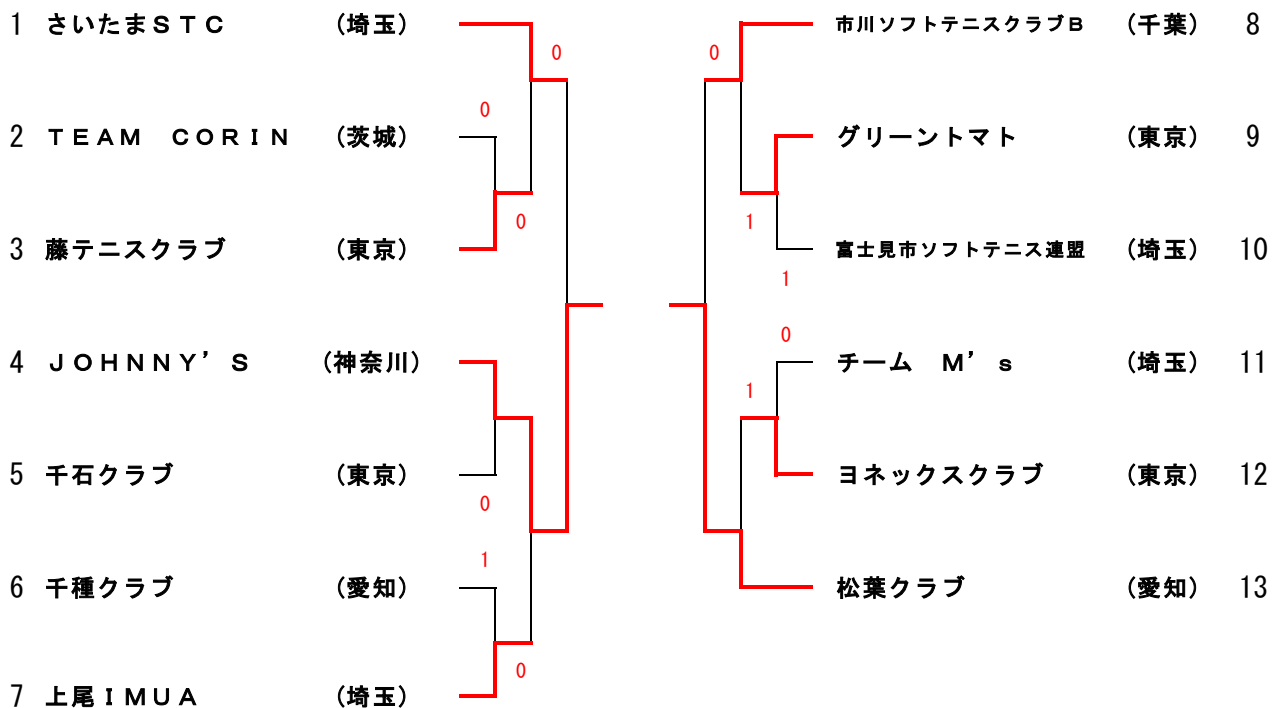 1 さいたまSTC (埼玉)
0
0
2 TEAM CORIN (茨城)
0
3 藤テニスクラブ (東京)
4 JOHNNY'S (神奈川)
5 千石クラブ (東京)
0
1
6 千種クラブ (愛知)
0
7 上尾IMUA (埼玉)
市川ソフトテニスクラブB (千葉) 8
0
グリーントマト (東京) 9
1
富士見市ソフトテニス連盟 (埼玉) 10
1
0
チーム M's (埼玉) 11
1
ヨネックスクラブ (東京) 12
松葉クラブ (愛知) 13